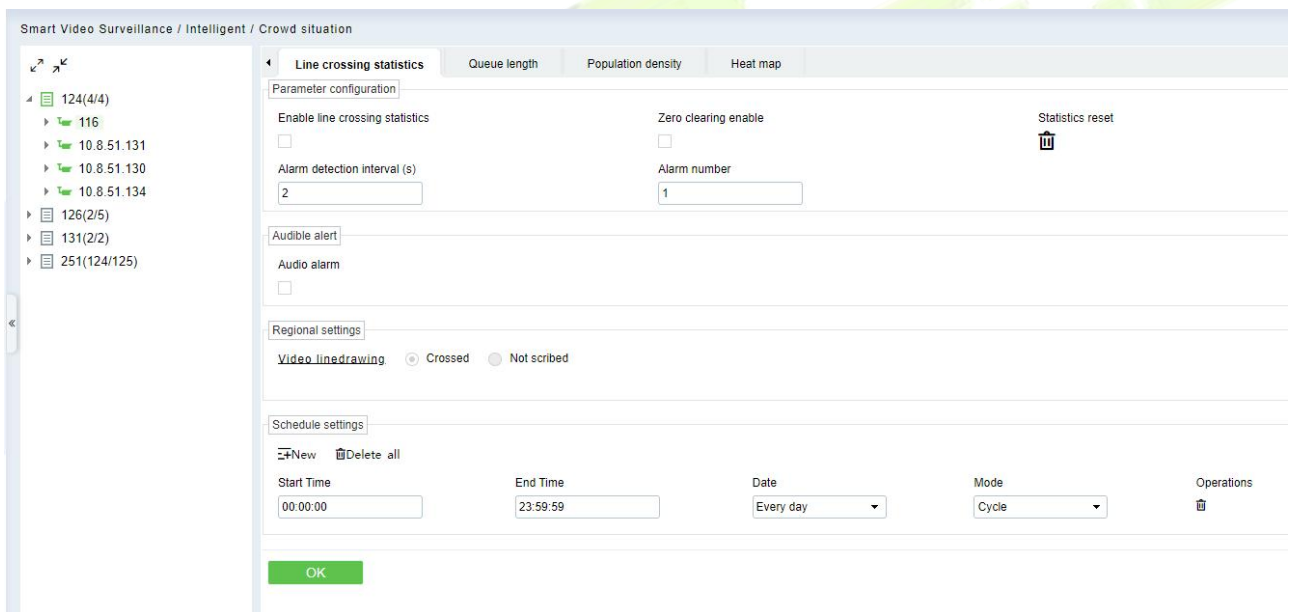 Smart Video Surveillance / Intelligent / Crowd situation
124(4/4)
116
10.8.51.131
10.8.51.130
10.8.51.134
126(2/5)
131(2/2)
251(124/125)
Line crossing statistics Queue length Population density Heat map
Parameter configuration
Enable line crossing statistics Zero clearing enable Statistics reset
Alarm detection interval (s) Alarm number
2 1
Audible alert
Audio alarm
Regional settings
Video linedrawing Crossed Not scribed
Schedule settings
New Delete all
Start Time End Time Date Mode Operations
00:00:00 23:59:59 Every day Cycle
OK